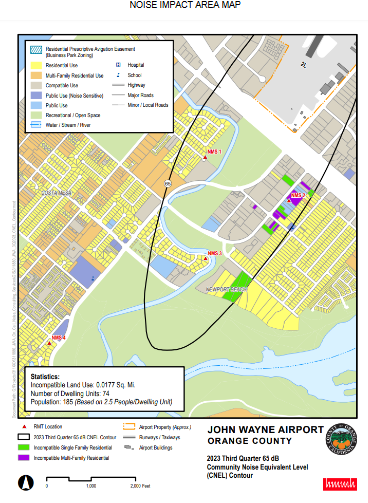 NOISE IMPACT AREA MAP
Residential Prescriptive Avigation Easement
(Business Park Zoning)
Residential Use
Multi-Family Residential Use
Compatible Use
Public Use (Noise Sensitive)
Public Use
Recreational / Open Space
Water / Stream / River
Hospital
School
Highway
Major Roads
Minor / Local Roads
NMS 1
65
COSTA MESA
NMS 2
NMS 3
NEWPORT BEACH
NMS 4
Statistics:
Incompatible Land Use: 0.0177 Sq. Mi.
Number of Dwelling Units: 74
Population: 185 (Based on 2.5 People/Dwelling Unit)
RMT Location
2023 Third Quarter 65 dB CNEL Contour
Incompatible Single Family Residential
Incompatible Multi-Family Residential
Airport Property (Approx.)
Runways / Taxiways
Airport Buildings
JOHN WAYNE AIRPORT
ORANGE COUNTY
2023 Third Quarter 65 dB
Community Noise Equivalent Level
(CNEL) Contour
0
1,000
2,000 Feet
hmmh